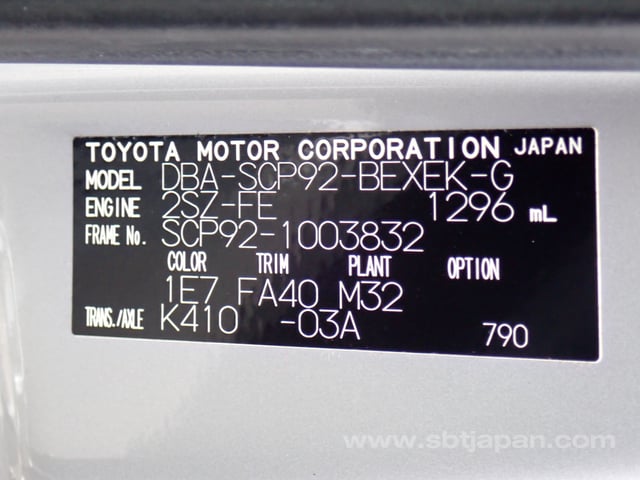 TOYOTA MOTOR CORPORATION JAPAN
MODEL DBA-SCP92-BEXEK-G
ENGINE 2SZ-FE 1296 mL
FRAME No. SCP92-1003832
COLOR TRIM PLANT OPTION
1E7 FA40 M32
TRANS./AXLE K410 -03A 790
www.sbtjapan.com